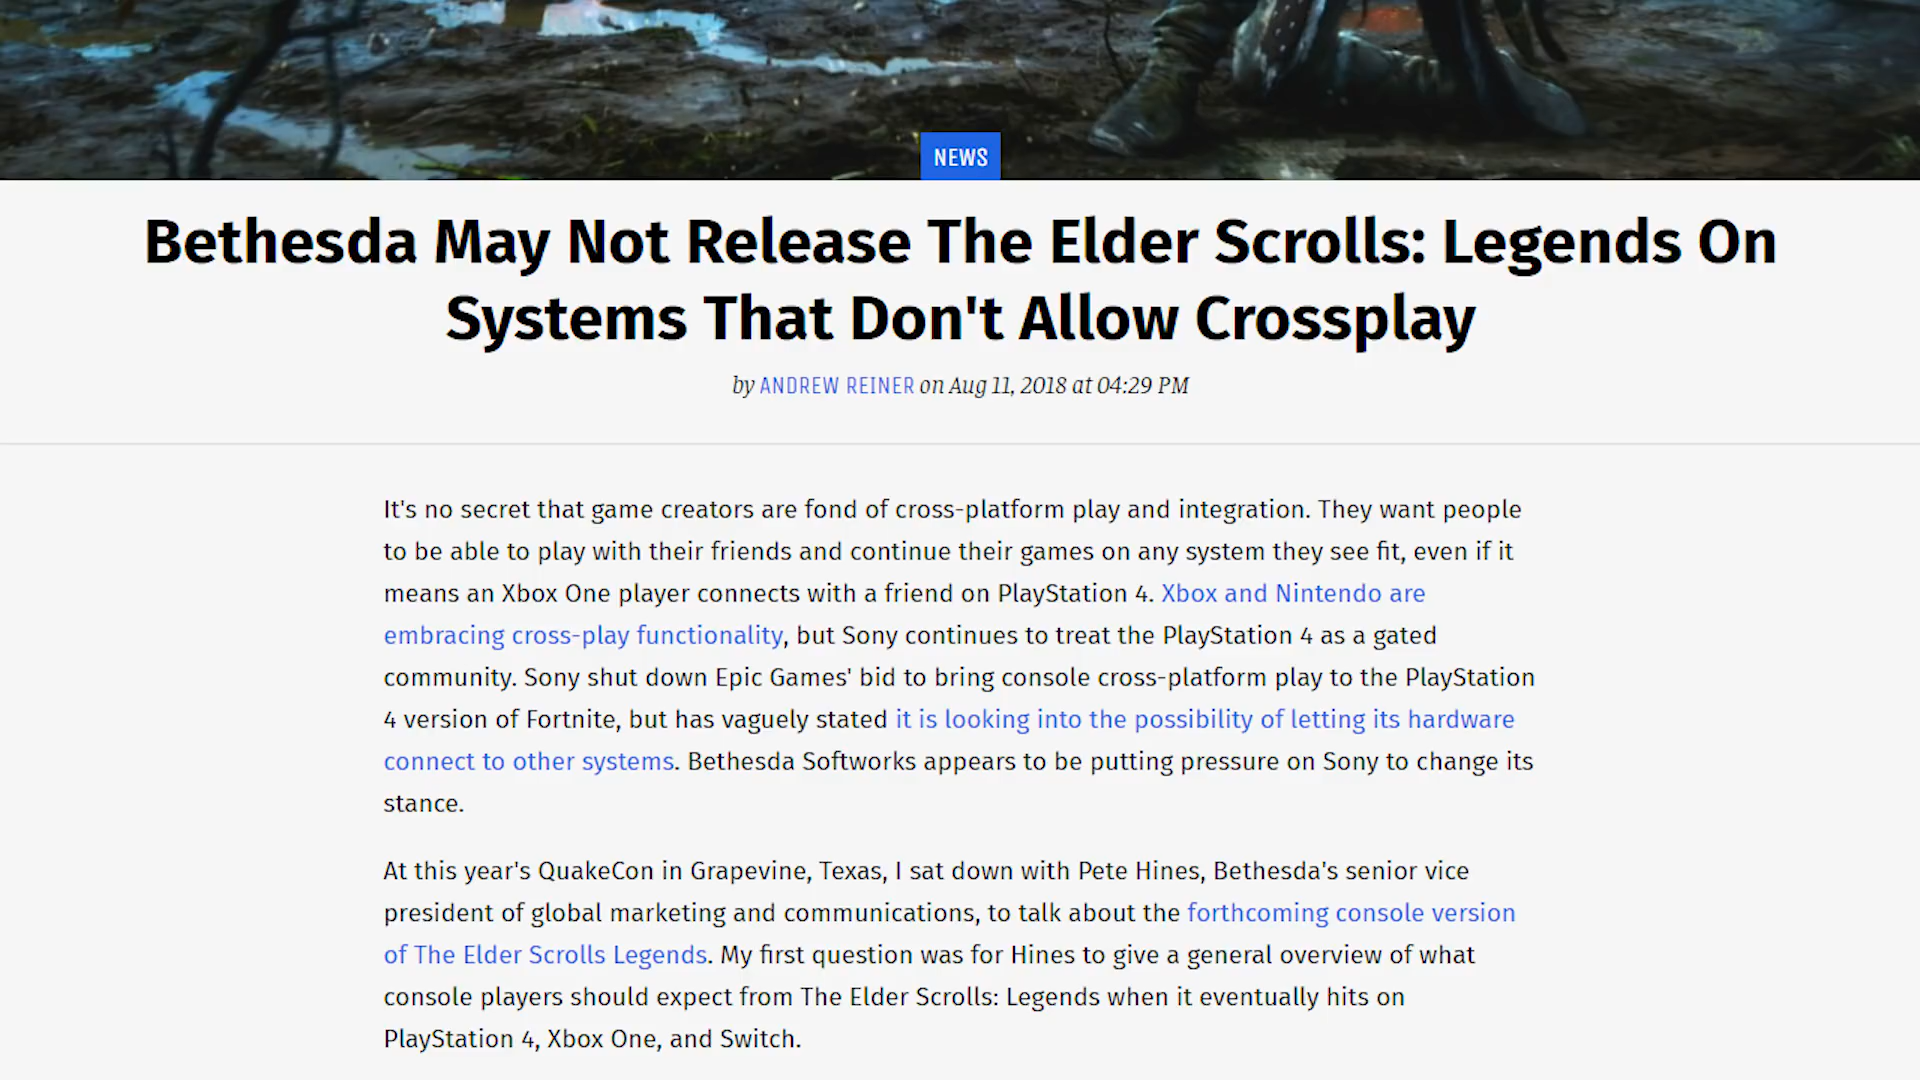 NEWS
Bethesda May Not Release The Elder Scrolls: Legends On
Systems That Don't Allow Crossplay
by ANDREW REINER on Aug 11, 2018 at 04:29 PM
It's no secret that game creators are fond of cross-platform play and integration. They want people
to be able to play with their friends and continue their games on any system they see fit, even if it
means an Xbox One player connects with a friend on PlayStation 4. Xbox and Nintendo are
embracing cross-play functionality, but Sony continues to treat the PlayStation 4 as a gated
community. Sony shut down Epic Games' bid to bring console cross-platform play to the PlayStation
4 version of Fortnite, but has vaguely stated it is looking into the possibility of letting its hardware
connect to other systems. Bethesda Softworks appears to be putting pressure on Sony to change its
stance.
At this year's QuakeCon in Grapevine, Texas, I sat down with Pete Hines, Bethesda's senior vice
president of global marketing and communications, to talk about the forthcoming console version
of The Elder Scrolls Legends. My first question was for Hines to give a general overview of what
console players should expect from The Elder Scrolls: Legends when it eventually hits on
PlayStation 4, Xbox One, and Switch.